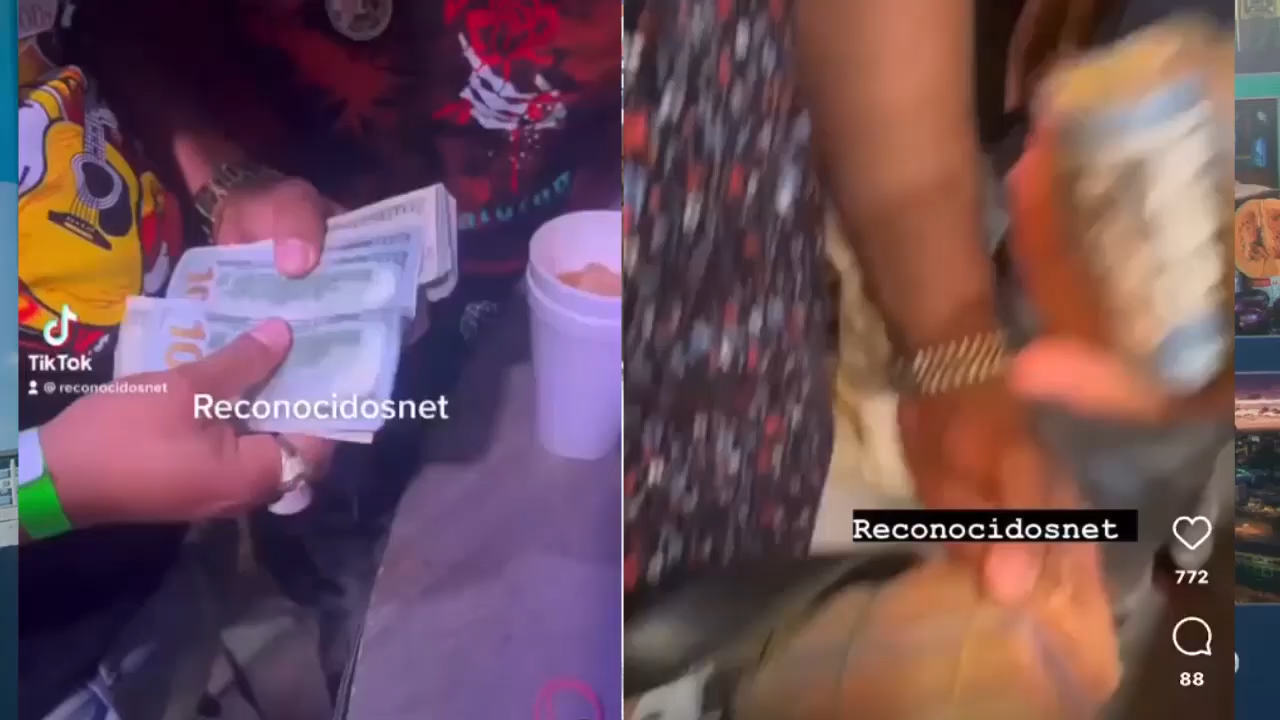 TikTok
@ reconocidosnet
Reconocidosnet
Reconocidosnet
772
88